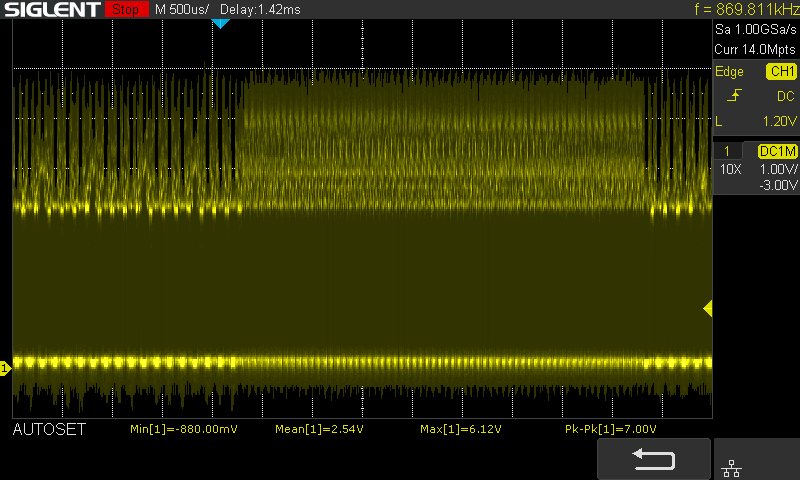 SIGLENT Stop M 500us/ Delay:1.42ms f = 869.811kHz
Sa 1.00GSa/s
Curr 14.0Mpts
Edge CH1
DC
L 1.20V
1 DC1M
10X 1.00V/
-3.00V
1
AUTOSET Min[1]=-880.00mV Mean[1]=2.54V Max[1]=6.12V Pk-Pk[1]=7.00V